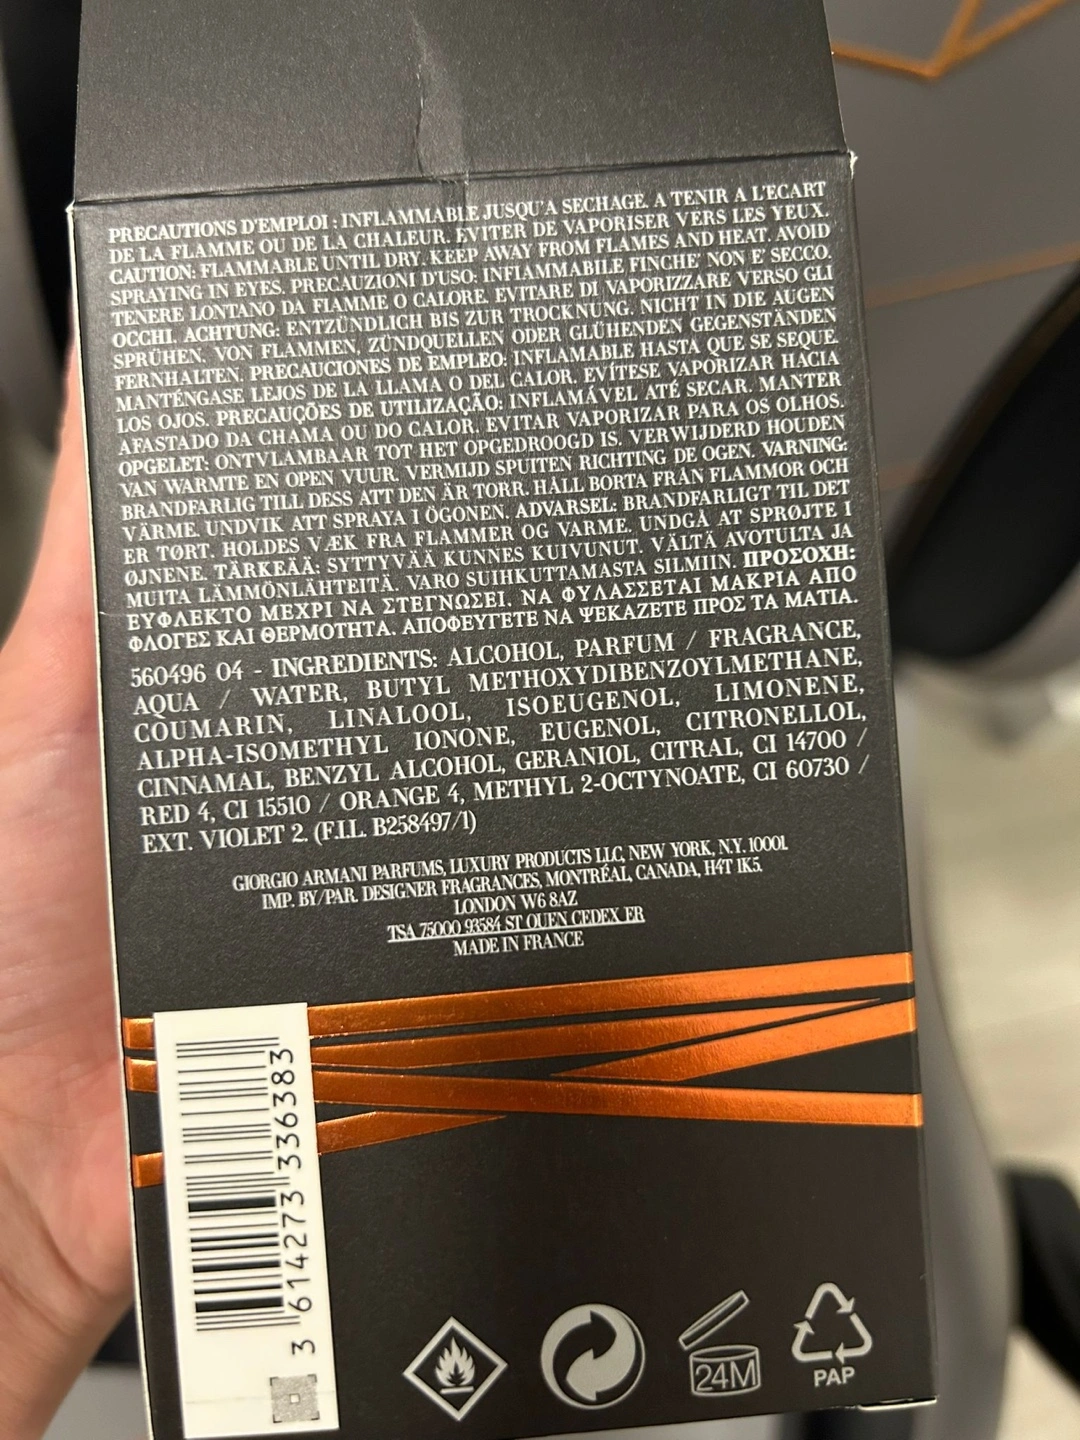 PRECAUTIONS D'EMPLOI : INFLAMMABLE JUSQU'A SECHAGE. A TENIR A L'ECART
DE LA FLAMME OU DE LA CHALEUR. EVITER DE VAPORISER VERS LES YEUX.
CAUTION: FLAMMABLE UNTIL DRY. KEEP AWAY FROM FLAMES AND HEAT. AVOID
SPRAYING IN EYES. PRECAUZIONI D'USO: INFIAMMABILE FINCHE' NON E' SECCO.
TENERE LONTANO DA FIAMME O CALORE. EVITARE DI VAPORIZZARE VERSO GLI
OCCHI. ACHTUNG: ENTZÜNDLICH BIS ZUR TROCKNUNG. NICHT IN DIE AUGEN
SPRÜHEN. VON FLAMMEN, ZÜNDQUELLEN ODER GLÜHENDEN GEGENSTÄNDEN
FERNHALTEN. PRECAUCIONES DE EMPLEO: INFLAMABLE HASTA QUE SE SEQUE.
MANTÉNGASE LEJOS DE LA LLAMA O DEL CALOR. EVÍTESE VAPORIZAR HACIA
LOS OJOS. PRECAUÇÕES DE UTILIZAÇÃO: INFLAMÁVEL ATÉ SECAR. MANTER
AFASTADO DA CHAMA OU DO CALOR. EVITAR VAPORIZAR PARA OS OLHOS.
OPGELET: ONTVLAMBAAR TOT HET OPGEDROOGD IS. VERWIJDERD HOUDEN
VAN WARMTE EN OPEN VUUR. VERMIJD SPUITEN RICHTING DE OGEN. VARNING:
BRANDFARLIG TILL DESS ATT DEN ÄR TORR. HÅLL BORTA FRÅN FLAMMOR OCH
VÄRME. UNDVIK ATT SPRAYA I ÖGONEN. ADVARSEL: BRANDFARLIGT TIL DET
ER TØRT. HOLDES VÆK FRA FLAMMER OG VARME. UNDGÅ AT SPRØJTE I
ØJNENE. TÄRKEÄÄ: SYTTYVÄÄ KUNNES KUIVUNUT. VÄLTÄ AVOTULTA JA
MUITA LÄMMÖNLÄHTEITÄ. VARO SUIHKUTTAMASTA SILMIIN. ΠΡΟΣΟΧΗ:
ΕΥΦΛΕΚΤΟ ΜΕΧΡΙ ΝΑ ΣΤΕΓΝΩΣΕΙ. ΝΑ ΦΥΛΑΣΣΕΤΑΙ ΜΑΚΡΙΑ ΑΠΟ
ΦΛΟΓΕΣ ΚΑΙ ΘΕΡΜΟΤΗΤΑ. ΑΠΟΦΕΥΓΕΤΕ ΝΑ ΨΕΚΑΖΕΤΕ ΠΡΟΣ ΤΑ ΜΑΤΙΑ.
560496 04 - INGREDIENTS: ALCOHOL, PARFUM / FRAGRANCE,
AQUA / WATER, BUTYL METHOXYDIBENZOYLMETHANE,
COUMARIN, LINALOOL, ISOEUGENOL, LIMONENE,
ALPHA-ISOMETHYL IONONE, EUGENOL, CITRONELLOL,
CINNAMAL, BENZYL ALCOHOL, GERANIOL, CITRAL, CI 14700 /
RED 4, CI 15510 / ORANGE 4, METHYL 2-OCTYNOATE, CI 60730 /
EXT. VIOLET 2. (F.I.L. B258497/1)
GIORGIO ARMANI PARFUMS, LUXURY PRODUCTS LLC, NEW YORK, N.Y. 10001.
IMP. BY/PAR. DESIGNER FRAGRANCES, MONTRÉAL, CANADA, H4T 1K5.
LONDON W6 8AZ
TSA 75000 93584 ST OUEN CEDEX FR
MADE IN FRANCE
3 614273 336383
24M
PAP